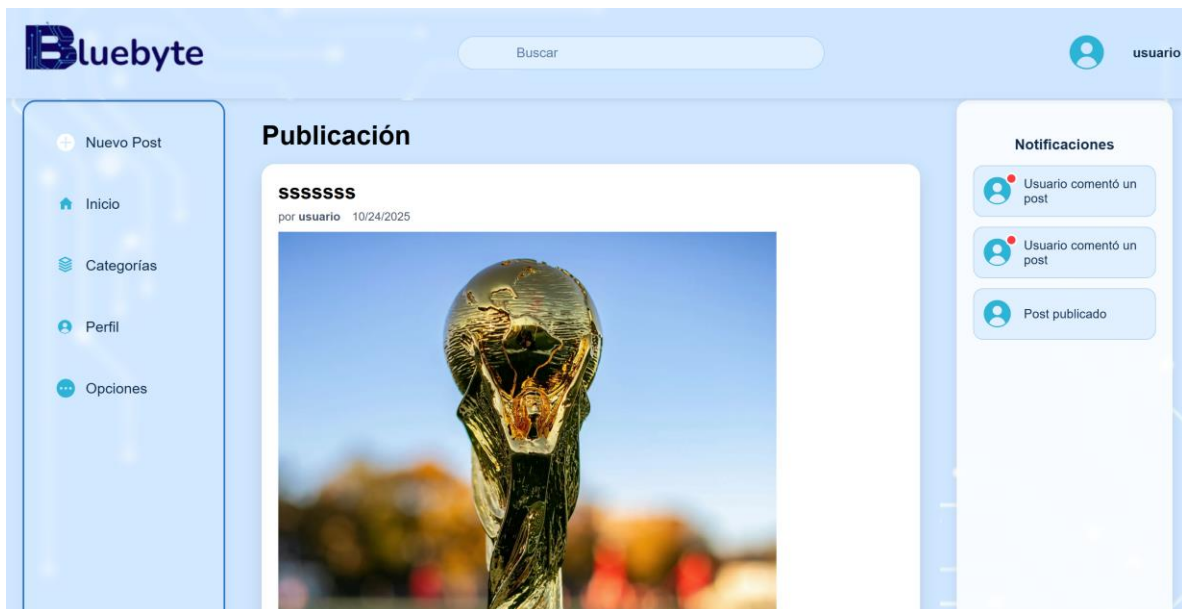 Bluebyte
Buscar
usuario
Nuevo Post
Inicio
Categorías
Perfil
Opciones
Publicación
sssssss
por usuario 10/24/2025
Notificaciones
Usuario comentó un
post
Usuario comentó un
post
Post publicado